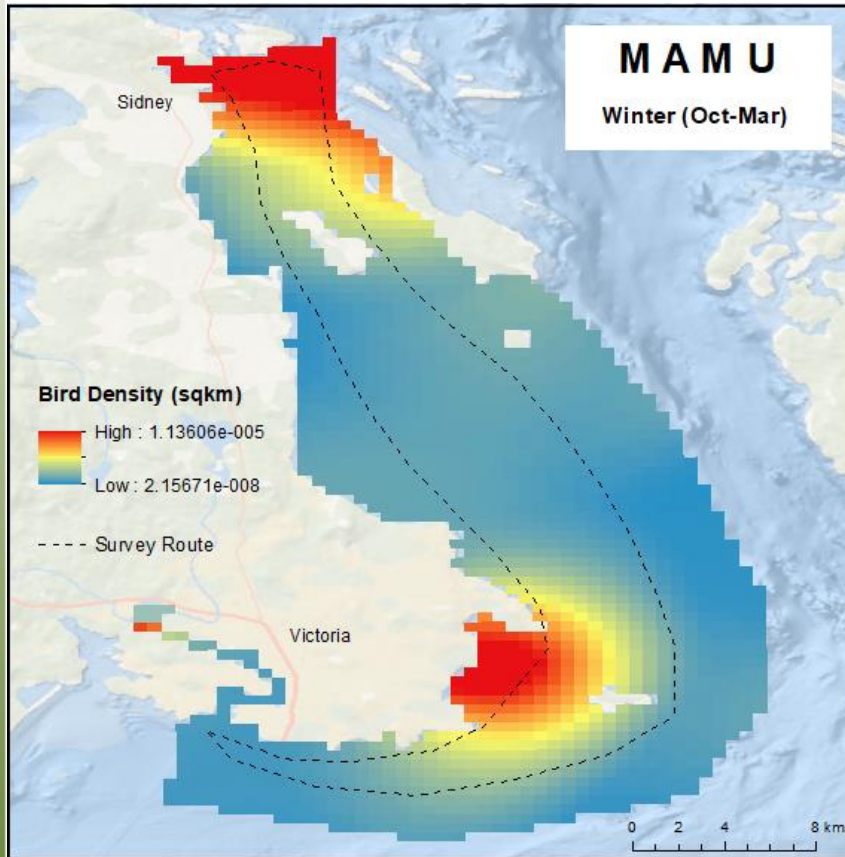 M A M U
Winter (Oct-Mar)
Sidney
Bird Density (sqkm)
High : 1.13606e-005
Low : 2.15671e-008
Survey Route
Victoria
0 2 4 8 km